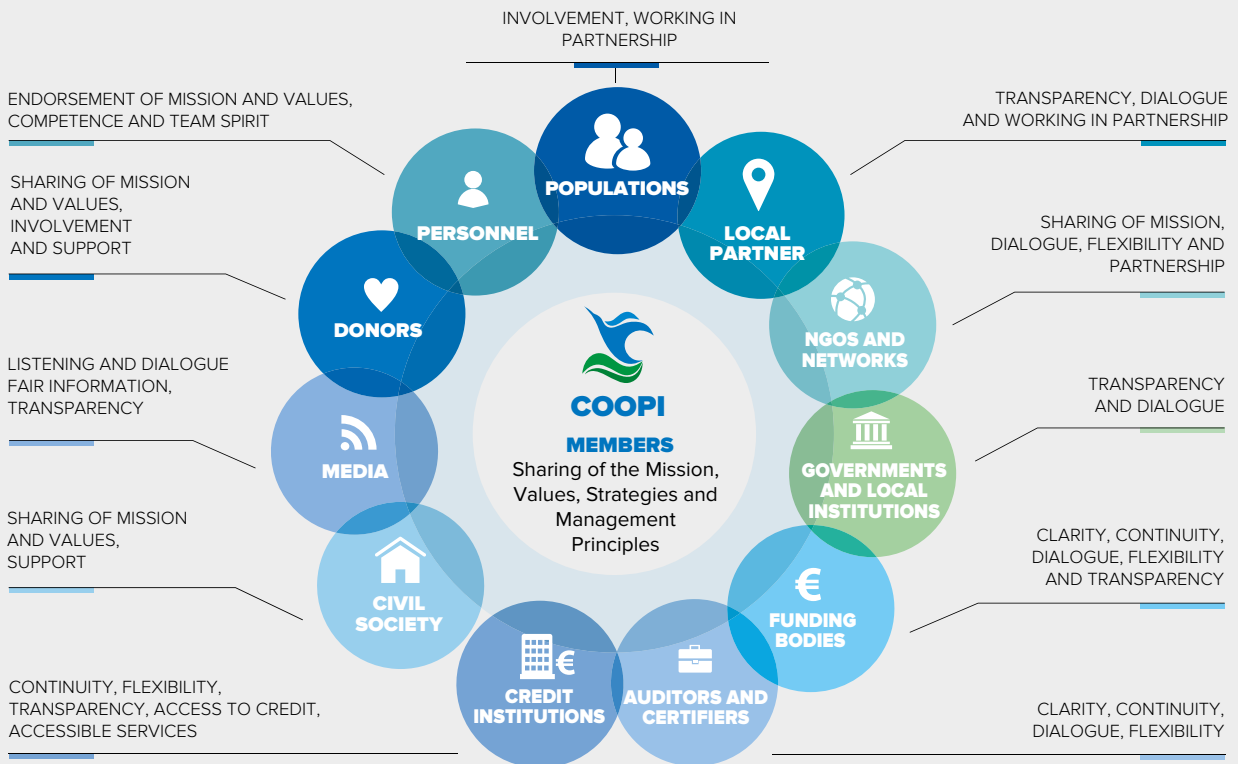 INVOLVEMENT, WORKING IN
PARTNERSHIP
ENDORSEMENT OF MISSION AND VALUES,
COMPETENCE AND TEAM SPIRIT
TRANSPARENCY, DIALOGUE
AND WORKING IN PARTNERSHIP
SHARING OF MISSION
AND VALUES,
INVOLVEMENT
AND SUPPORT
SHARING OF MISSION,
DIALOGUE, FLEXIBILITY AND
PARTNERSHIP
LISTENING AND DIALOGUE
FAIR INFORMATION,
TRANSPARENCY
TRANSPARENCY
AND DIALOGUE
SHARING OF MISSION
AND VALUES,
SUPPORT
CLARITY, CONTINUITY,
DIALOGUE, FLEXIBILITY
AND TRANSPARENCY
CONTINUITY, FLEXIBILITY,
TRANSPARENCY, ACCESS TO CREDIT,
ACCESSIBLE SERVICES
CLARITY, CONTINUITY,
DIALOGUE, FLEXIBILITY
POPULATIONS
LOCAL
PARTNER
NGOS AND
NETWORKS
GOVERNMENTS
AND LOCAL
INSTITUTIONS
€
FUNDING
BODIES
AUDITORS AND
CERTIFIERS
€
CREDIT
INSTITUTIONS
CIVIL
SOCIETY
MEDIA
DONORS
PERSONNEL
COOPI
MEMBERS
Sharing of the Mission,
Values, Strategies and
Management
Principles